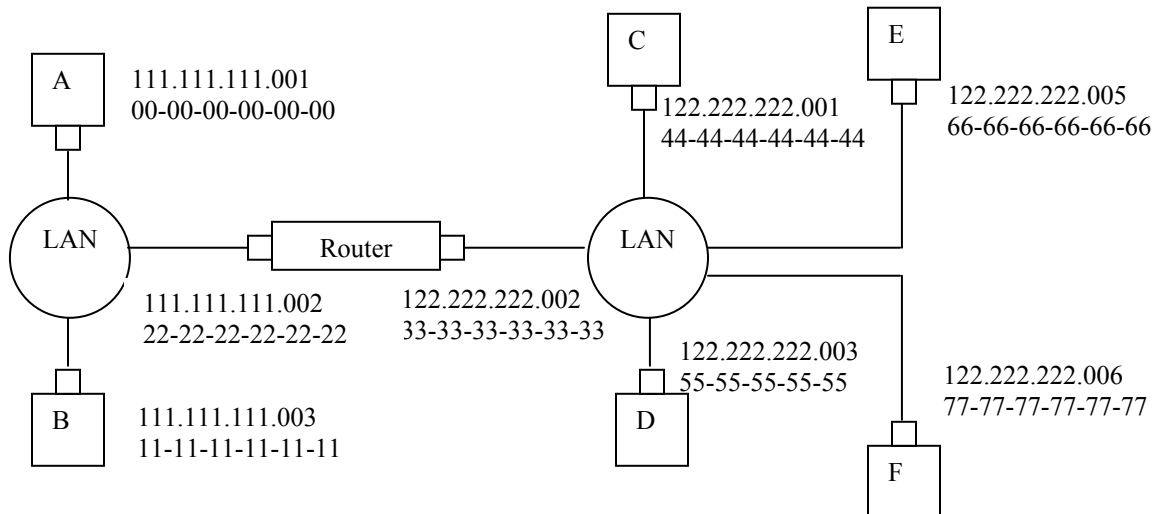 A
111.111.111.001
00-00-00-00-00-00
C
122.222.222.001
44-44-44-44-44-44
E
122.222.222.005
66-66-66-66-66-66
LAN
Router
LAN
111.111.111.002
22-22-22-22-22-22
122.222.222.002
33-33-33-33-33-33
122.222.222.003
55-55-55-55-55
122.222.222.006
77-77-77-77-77-77
B
111.111.111.003
11-11-11-11-11-11
D
F